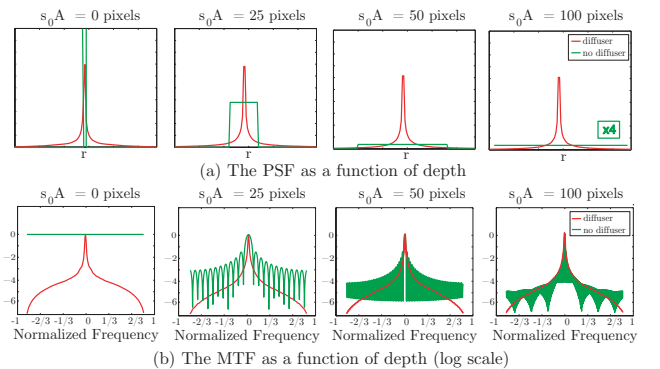 s₀A = 0 pixels
s₀A = 25 pixels
s₀A = 50 pixels
s₀A = 100 pixels
diffuser
no diffuser
x4
r
r
r
r
(a) The PSF as a function of depth
s₀A = 0 pixels
s₀A = 25 pixels
s₀A = 50 pixels
s₀A = 100 pixels
diffuser
no diffuser
0
−2
−4
−6
0
−2
−4
−6
0
−2
−4
−6
0
−2
−4
−6
-1 -2/3 -1/3 0 1/3 2/3 1
-1 -2/3 -1/3 0 1/3 2/3 1
-1 -2/3 -1/3 0 1/3 2/3 1
-1 -2/3 -1/3 0 1/3 2/3 1
Normalized Frequency
Normalized Frequency
Normalized Frequency
Normalized Frequency
(b) The MTF as a function of depth (log scale)